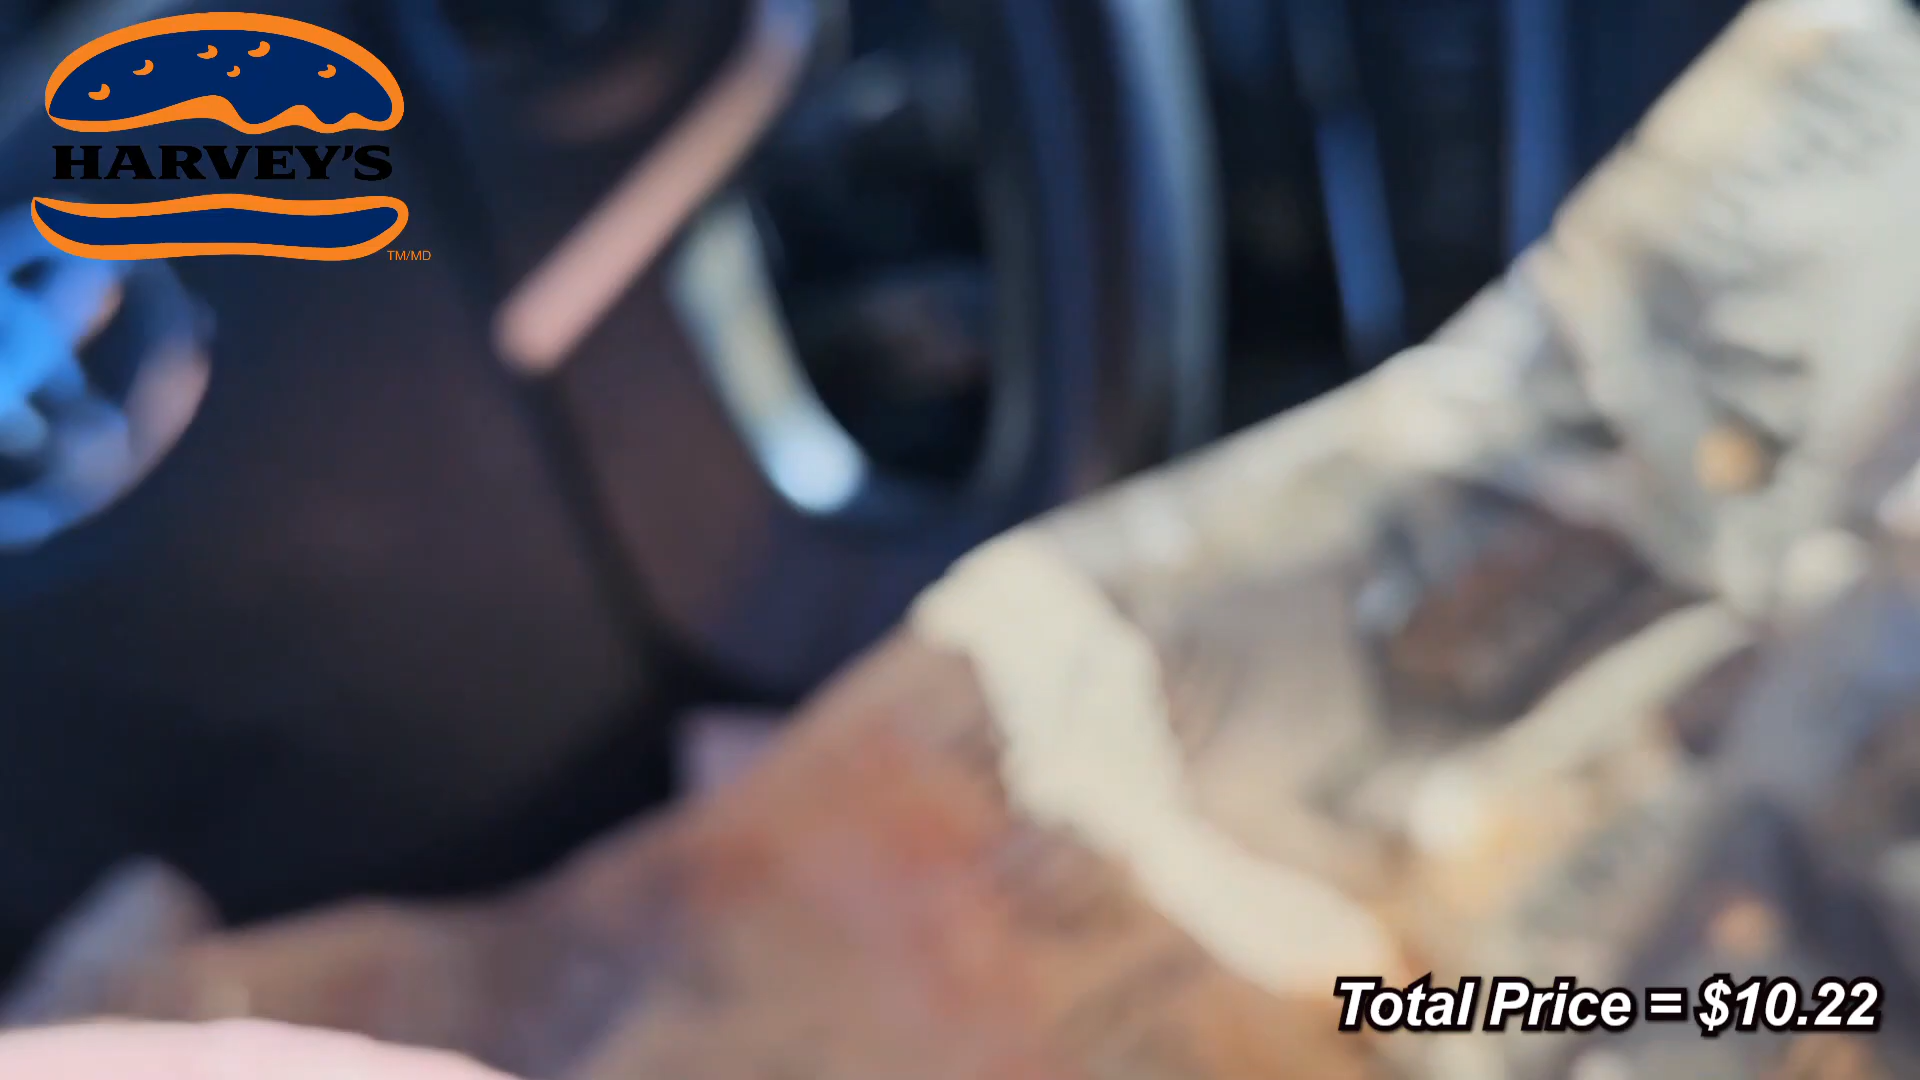 HARVEY'S
TM/MD
Total Price = $10.22